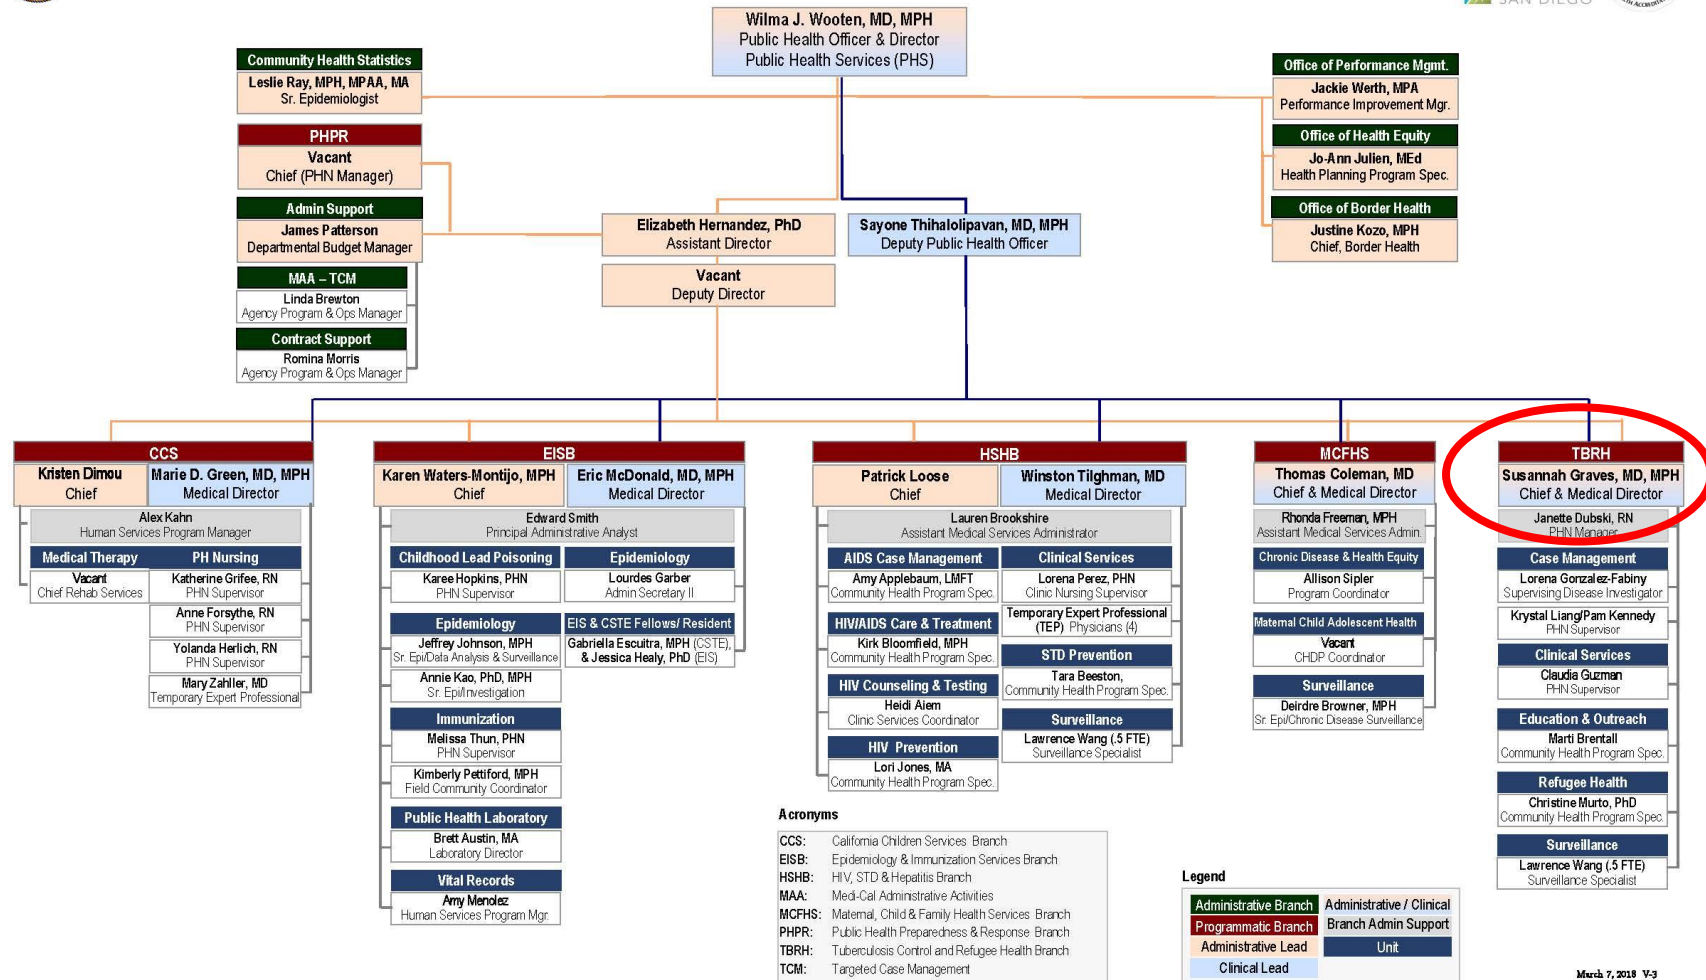 SAN DIEGO
Wilma J. Wooten, MD, MPH
Public Health Officer & Director
Public Health Services (PHS)
Community Health Statistics
Leslie Ray, MPH, MPAA, MA
Sr. Epidemiologist
PHPR
Vacant
Chief (PHN Manager)
Admin Support
James Patterson
Departmental Budget Manager
MAA – TCM
Linda Brewton
Agency Program & Ops Manager
Contract Support
Romina Morris
Agency Program & Ops Manager
Elizabeth Hernandez, PhD
Assistant Director
Vacant
Deputy Director
Sayone Thihalolipavan, MD, MPH
Deputy Public Health Officer
Office of Performance Mgmt.
Jackie Werth, MPA
Performance Improvement Mgr.
Office of Health Equity
Jo-Ann Julien, MEd
Health Planning Program Spec.
Office of Border Health
Justine Kozo, MPH
Chief, Border Health
CCS
Kristen Dimou
Chief
Marie D. Green, MD, MPH
Medical Director
Alex Kahn
Human Services Program Manager
Medical Therapy
Vacant
Chief Rehab Services
PH Nursing
Katherine Grifee, RN
PHN Supervisor
Anne Forsythe, RN
PHN Supervisor
Yolanda Herlich, RN
PHN Supervisor
Mary Zahller, MD
Temporary Expert Professional
EISB
Karen Waters-Montijo, MPH
Chief
Eric McDonald, MD, MPH
Medical Director
Edward Smith
Principal Administrative Analyst
Childhood Lead Poisoning
Karee Hopkins, PHN
PHN Supervisor
Epidemiology
Jeffrey Johnson, MPH
Sr. Epi/Data Analysis & Surveillance
Annie Kao, PhD, MPH
Sr. Epi/Investigation
Immunization
Melissa Thun, PHN
PHN Supervisor
Kimberly Pettiford, MPH
Field Community Coordinator
Public Health Laboratory
Brett Austin, MA
Laboratory Director
Vital Records
Amy Menolez
Human Services Program Mgr.
Epidemiology
Lourdes Garber
Admin Secretary II
EIS & CSTE Fellows/ Resident
Gabriella Escuitra, MPH (CSTE),
& Jessica Healy, PhD (EIS)
HSHB
Patrick Loose
Chief
Winston Tilghman, MD
Medical Director
Lauren Brookshire
Assistant Medical Services Administrator
AIDS Case Management
Amy Applebaum, LMFT
Community Health Program Spec.
HIV/AIDS Care & Treatment
Kirk Bloomfield, MPH
Community Health Program Spec.
HIV Counseling & Testing
Heidi Aiem
Clinic Services Coordinator
HIV Prevention
Lori Jones, MA
Community Health Program Spec.
Clinical Services
Lorena Perez, PHN
Clinic Nursing Supervisor
Temporary Expert Professional
(TEP) Physicians (4)
STD Prevention
Tara Beeston,
Community Health Program Spec.
Surveillance
Lawrence Wang (.5 FTE)
Surveillance Specialist
MCFHS
Thomas Coleman, MD
Chief & Medical Director
Rhonda Freeman, MPH
Assistant Medical Services Admin.
Chronic Disease & Health Equity
Allison Sipler
Program Coordinator
Maternal Child Adolescent Health
Vacant
CHDP Coordinator
Surveillance
Deirdre Browner, MPH
Sr. Epi/Chronic Disease Surveillance
TBRH
Susannah Graves, MD, MPH
Chief & Medical Director
Janette Dubski, RN
PHN Manager
Case Management
Lorena Gonzalez-Fabiny
Supervising Disease Investigator
Krystal Liang/Pam Kennedy
PHN Supervisor
Clinical Services
Claudia Guzman
PHN Supervisor
Education & Outreach
Marti Brentall
Community Health Program Spec.
Refugee Health
Christine Murto, PhD
Community Health Program Spec.
Surveillance
Lawrence Wang (.5 FTE)
Surveillance Specialist
Acronyms
CCS: California Children Services Branch
EISB: Epidemiology & Immunization Services Branch
HSHB: HIV, STD & Hepatitis Branch
MAA: Medi-Cal Administrative Activities
MCFHS: Maternal, Child & Family Health Services Branch
PHPR: Public Health Preparedness & Response Branch
TBRH: Tuberculosis Control and Refugee Health Branch
TCM: Targeted Case Management
Legend
Administrative Branch
Administrative / Clinical
Programmatic Branch
Branch Admin Support
Administrative Lead
Unit
Clinical Lead
March 7, 2018 V-3